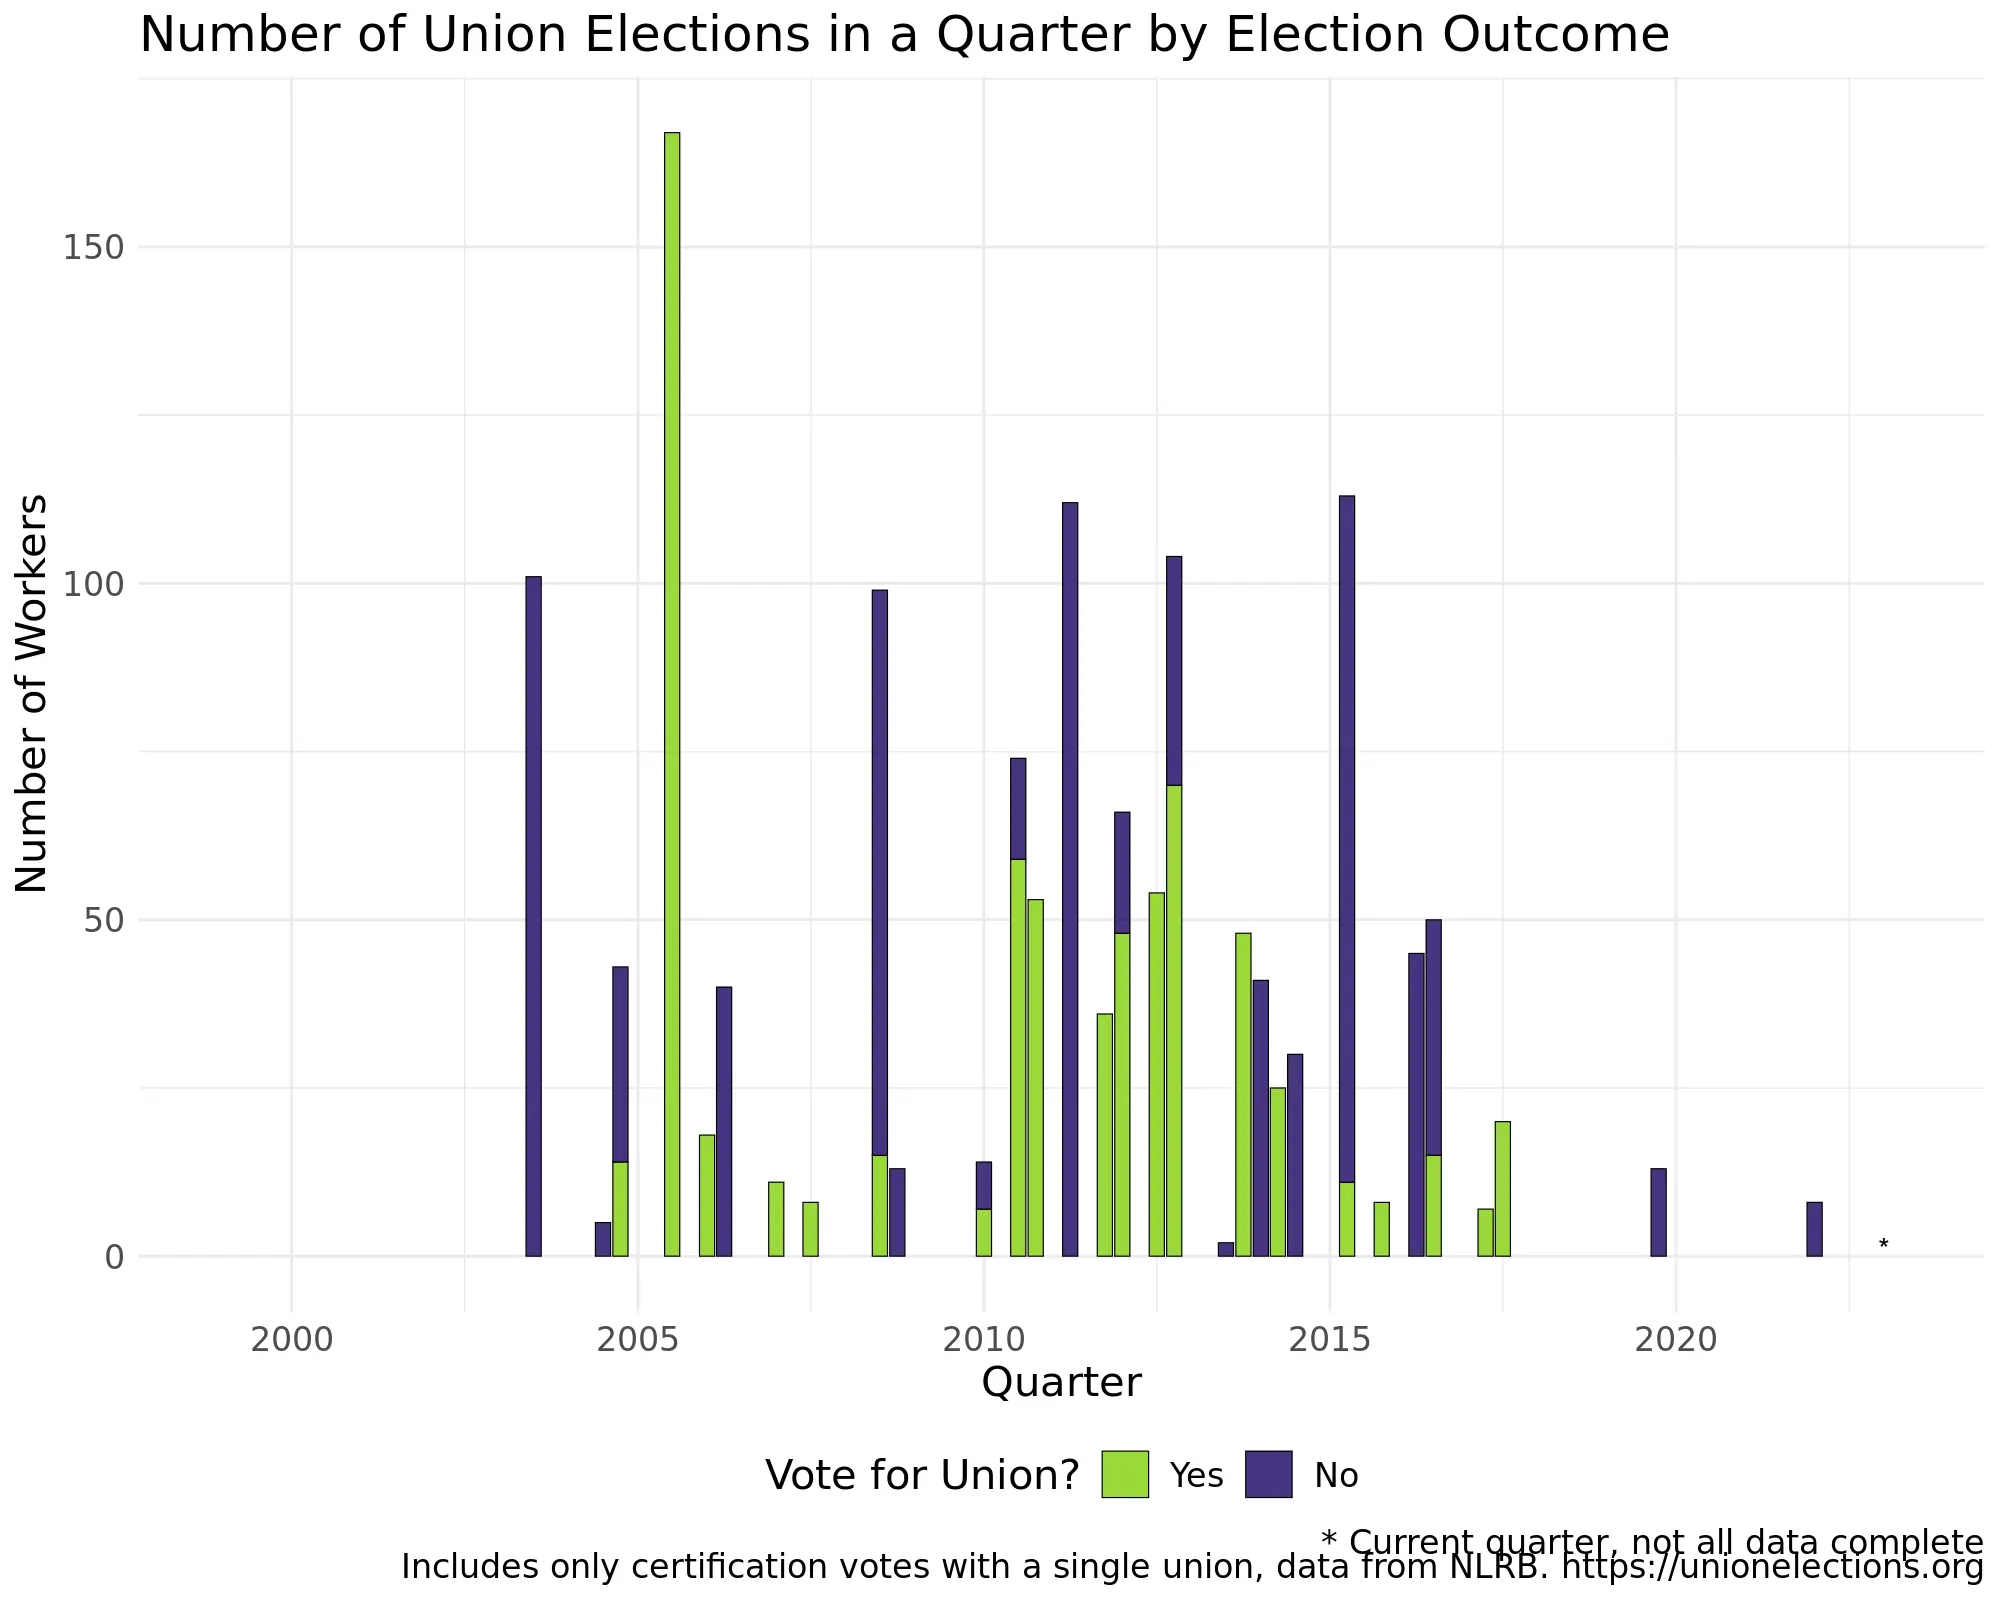 Number of Union Elections in a Quarter by Election Outcome
Number of Workers
150
100
50
0
*
2000 2005 2010 2015 2020
Quarter
Vote for Union? Yes No
* Current quarter, not all data complete
Includes only certification votes with a single union, data from NLRB. https://unionelections.org